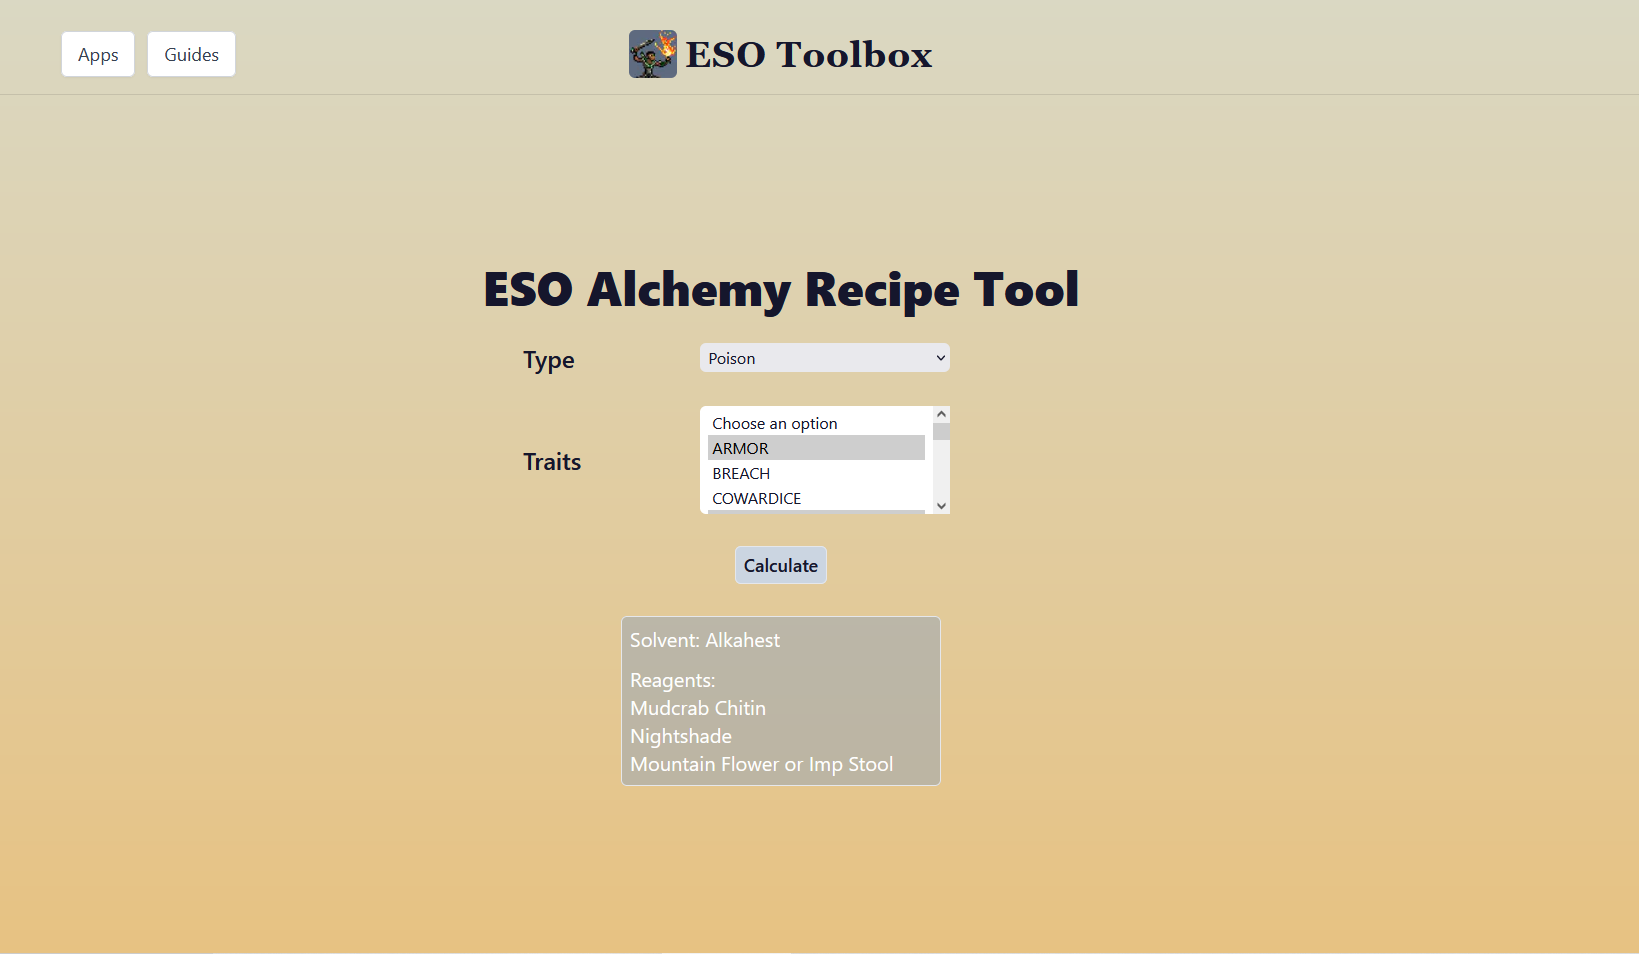 Apps
Guides
ESO Toolbox
ESO Alchemy Recipe Tool
Type
Poison
Traits
Choose an option
ARMOR
BREACH
COWARDICE
Calculate
Solvent: Alkahest
Reagents:
Mudcrab Chitin
Nightshade
Mountain Flower or Imp Stool